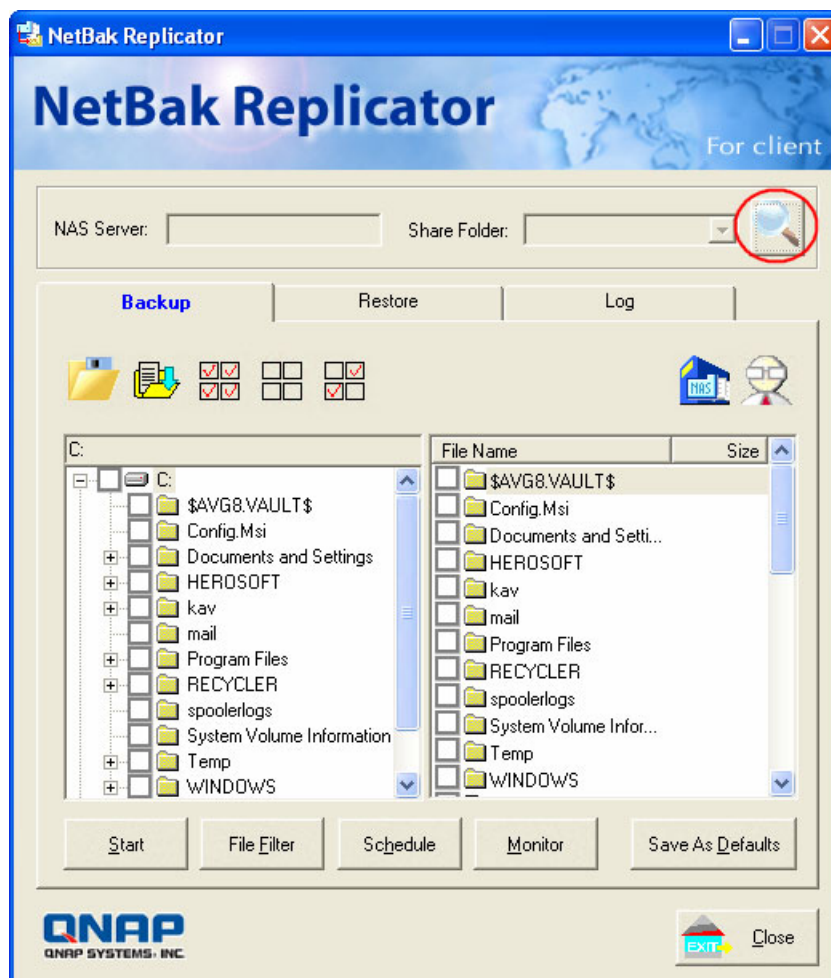 NetBak Replicator
NetBak Replicator
For client
NAS Server:
Share Folder:
Backup
Restore
Log
NAS
C:
C:
$AVG8.VAULT$
Config.Msi
Documents and Settings
HEROSOFT
kav
mail
Program Files
RECYCLER
spoolerlogs
System Volume Information
Temp
WINDOWS
File Name
Size
$AVG8.VAULT$
Config.Msi
Documents and Setti...
HEROSOFT
kav
mail
Program Files
RECYCLER
spoolerlogs
System Volume Infor...
Temp
WINDOWS
Start
File Filter
Schedule
Monitor
Save As Defaults
QNAP
QNAP SYSTEMS, INC.
EXIT
Close